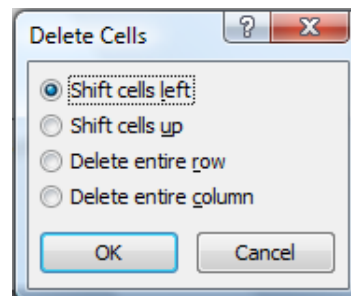 Delete Cells
Shift cells left
Shift cells up
Delete entire row
Delete entire column
OK Cancel